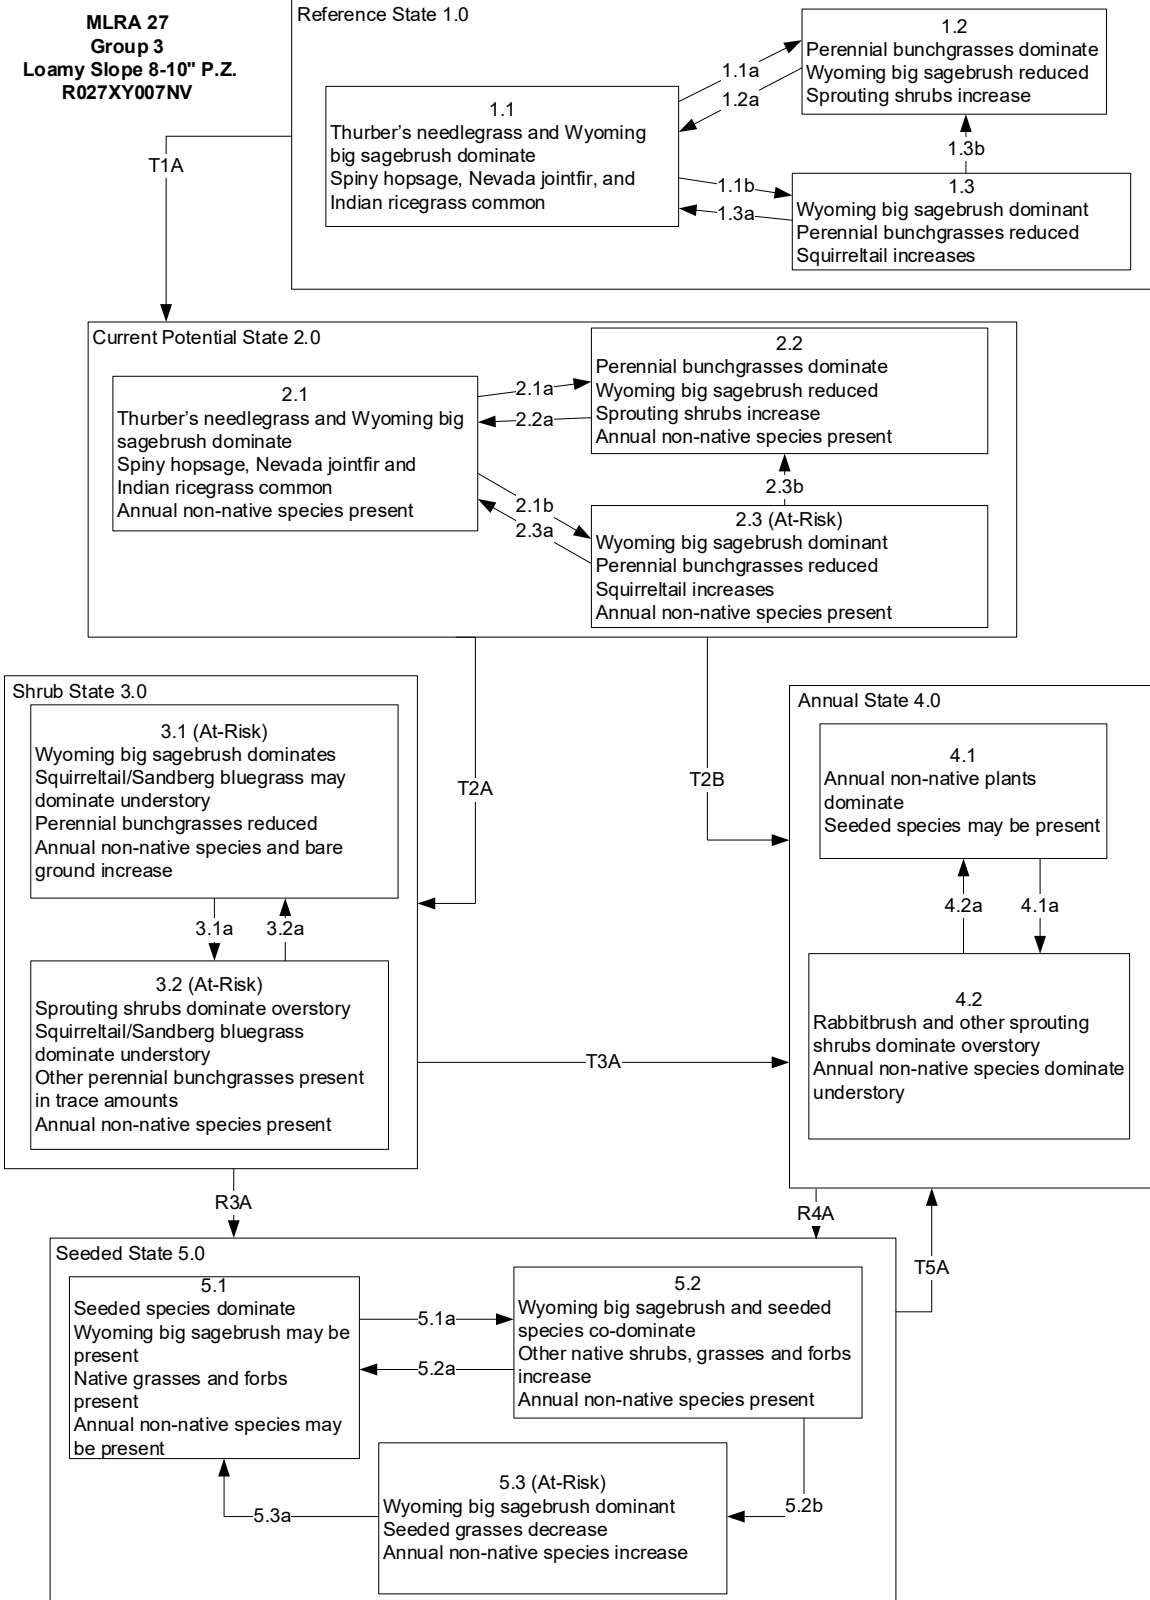 MLRA 27
Group 3
Loamy Slope 8-10" P.Z.
R027XY007NV
Reference State 1.0
1.1
Thurber's needlegrass and Wyoming
big sagebrush dominate
Spiny hopsage, Nevada jointfir, and
Indian ricegrass common
1.1a
1.2a
1.2
Perennial bunchgrasses dominate
Wyoming big sagebrush reduced
Sprouting shrubs increase
1.3b
1.1b
1.3a
1.3
Wyoming big sagebrush dominant
Perennial bunchgrasses reduced
Squirreltail increases
T1A
Current Potential State 2.0
2.1
Thurber's needlegrass and Wyoming big
sagebrush dominate
Spiny hopsage, Nevada jointfir and
Indian ricegrass common
Annual non-native species present
2.1a
2.2a
2.2
Perennial bunchgrasses dominate
Wyoming big sagebrush reduced
Sprouting shrubs increase
Annual non-native species present
2.3b
2.1b
2.3a
2.3 (At-Risk)
Wyoming big sagebrush dominant
Perennial bunchgrasses reduced
Squirreltail increases
Annual non-native species present
T2A
T2B
Shrub State 3.0
3.1 (At-Risk)
Wyoming big sagebrush dominates
Squirreltail/Sandberg bluegrass may
dominate understory
Perennial bunchgrasses reduced
Annual non-native species and bare
ground increase
3.1a
3.2a
3.2 (At-Risk)
Sprouting shrubs dominate overstory
Squirreltail/Sandberg bluegrass
dominate understory
Other perennial bunchgrasses present
in trace amounts
Annual non-native species present
T3A
Annual State 4.0
4.1
Annual non-native plants
dominate
Seeded species may be present
4.2a
4.1a
4.2
Rabbitbrush and other sprouting
shrubs dominate overstory
Annual non-native species dominate
understory
R3A
R4A
T5A
Seeded State 5.0
5.1
Seeded species dominate
Wyoming big sagebrush may be
present
Native grasses and forbs
present
Annual non-native species may
be present
5.1a
5.2a
5.2
Wyoming big sagebrush and seeded
species co-dominate
Other native shrubs, grasses and forbs
increase
Annual non-native species present
5.2b
5.3a
5.3 (At-Risk)
Wyoming big sagebrush dominant
Seeded grasses decrease
Annual non-native species increase